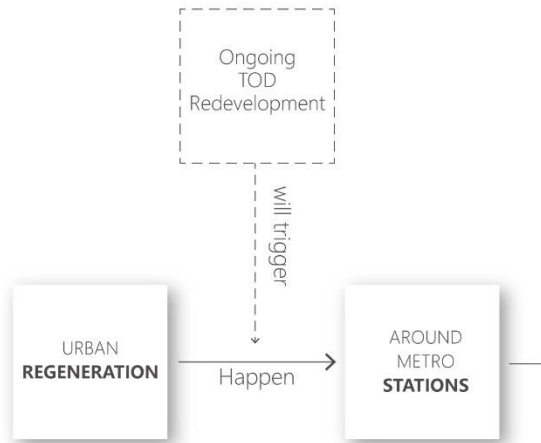 Ongoing
TOD
Redevelopment
will trigger
URBAN
REGENERATION
Happen
AROUND
METRO
STATIONS